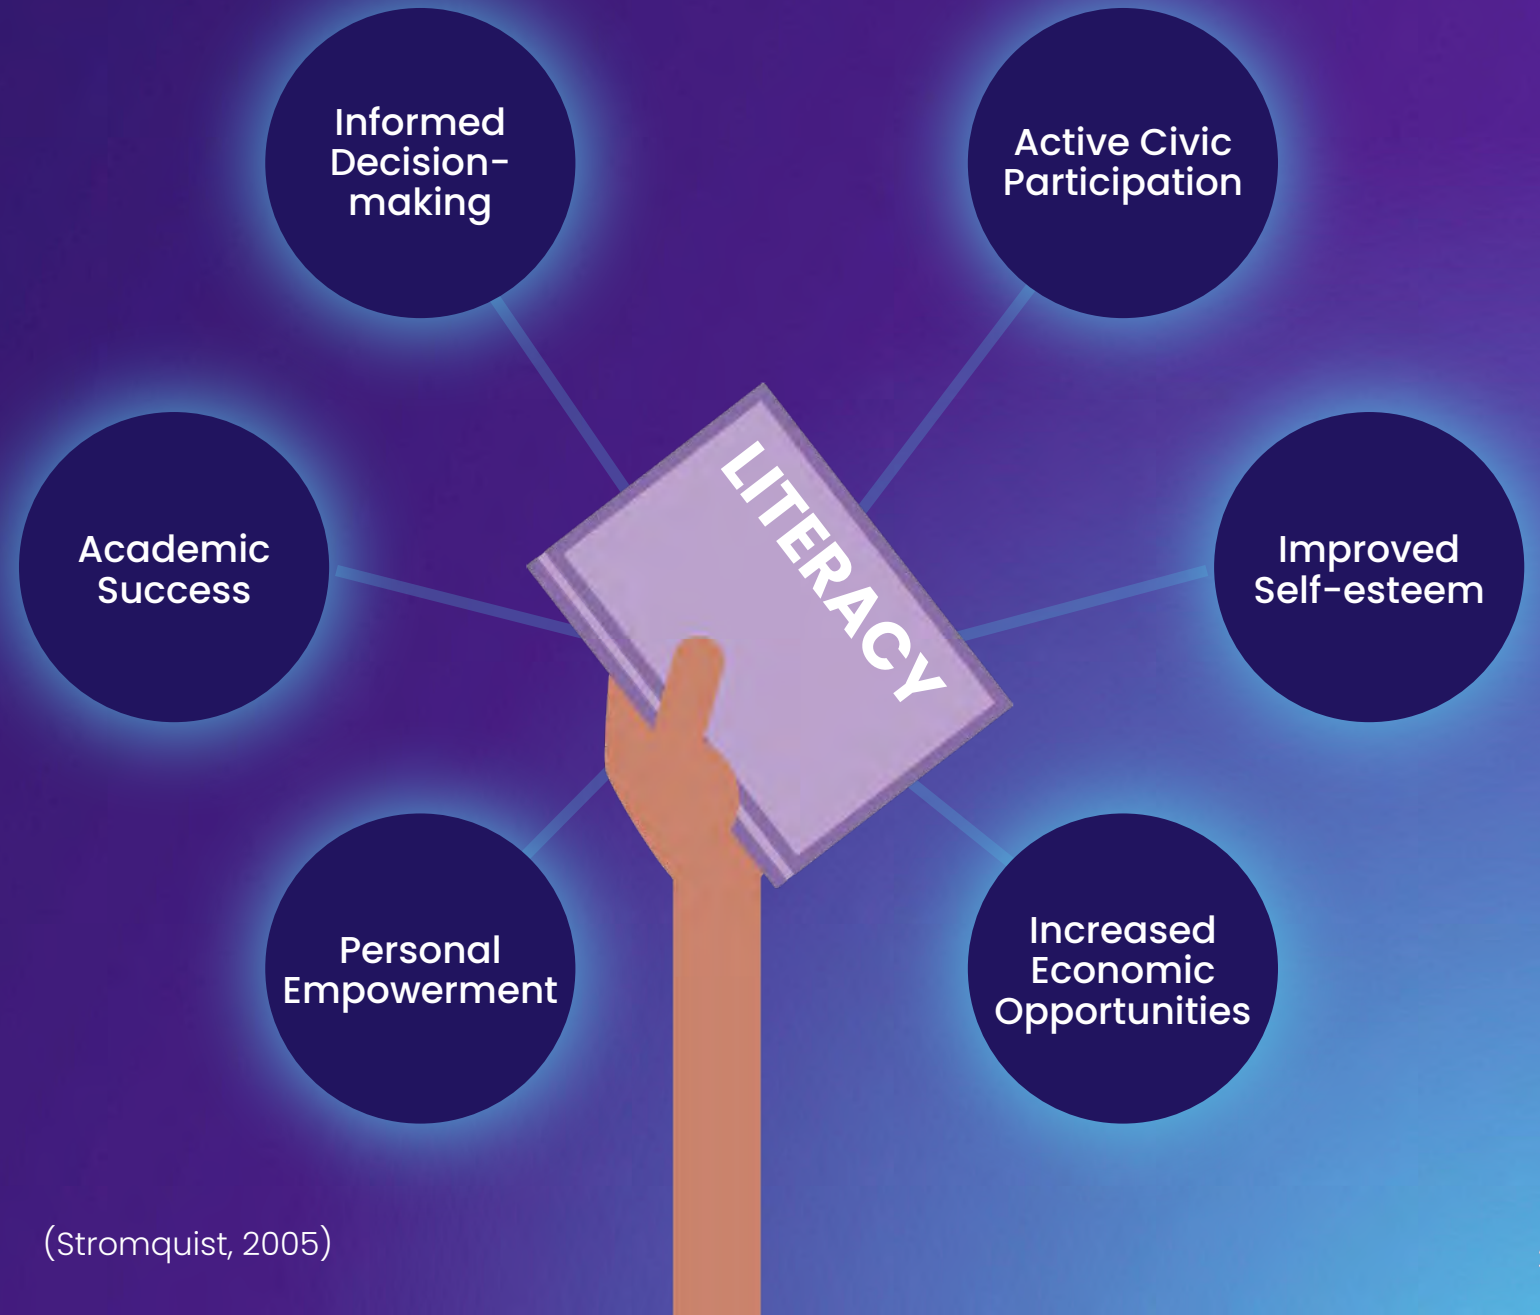 Informed
Decision-
making
Active Civic
Participation
Academic
Success
LITERACY
Improved
Self-esteem
Personal
Empowerment
Increased
Economic
Opportunities
(Stromquist, 2005)